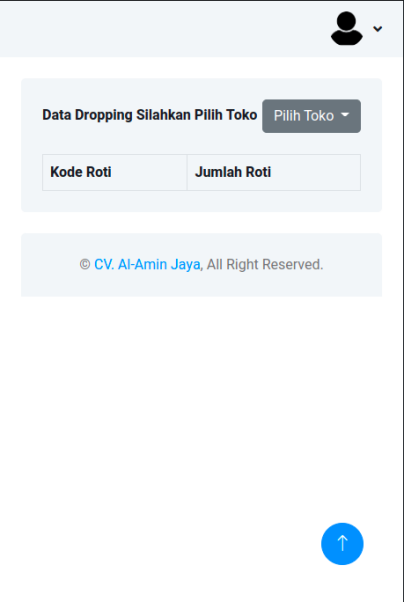 Data Dropping Silahkan Pilih Toko Pilih Toko
Kode Roti Jumlah Roti
© CV. Al-Amin Jaya, All Right Reserved.